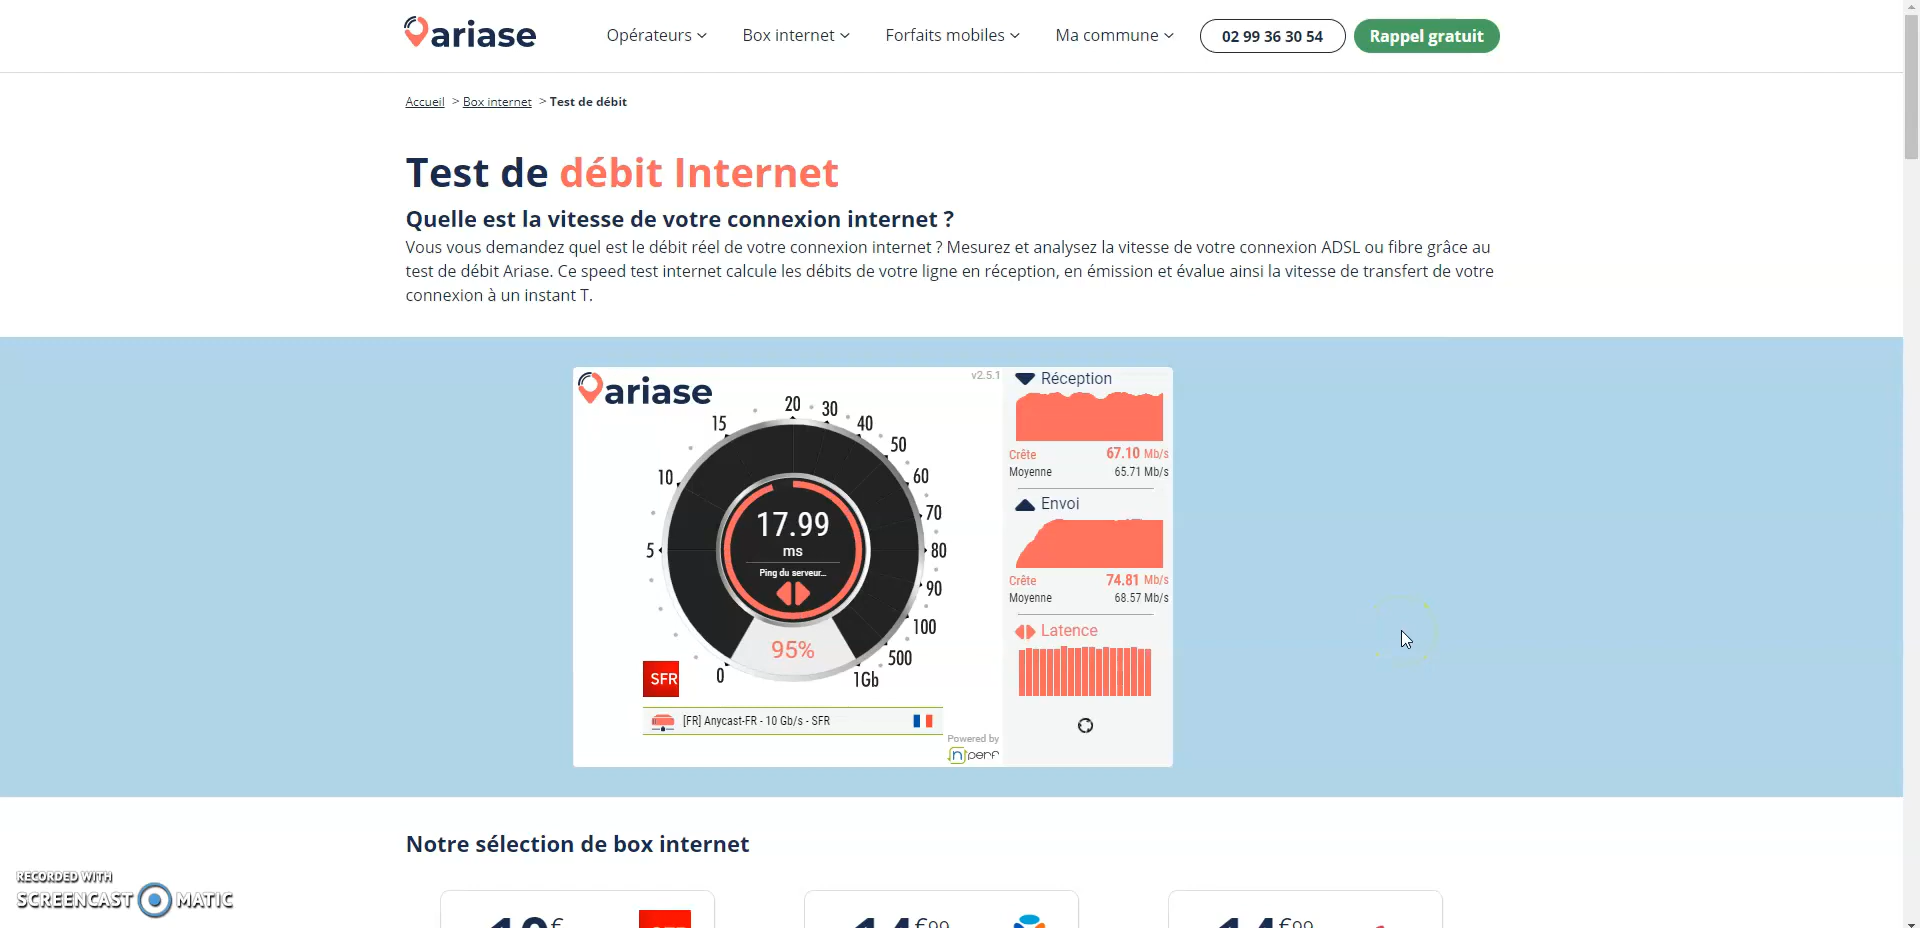 ariase
Opérateurs
Box internet
Forfaits mobiles
Ma commune
02 99 36 30 54
Rappel gratuit
Accueil > Box internet > Test de débit
Test de débit Internet
Quelle est la vitesse de votre connexion internet ?
Vous vous demandez quel est le débit réel de votre connexion internet ? Mesurez et analysez la vitesse de votre connexion ADSL ou fibre grâce au
test de débit Ariase. Ce speed test internet calcule les débits de votre ligne en réception, en émission et évalue ainsi la vitesse de transfert de votre
connexion à un instant T.
ariase
v2.5.1
0
5
10
15
20
30
40
50
60
70
80
90
100
500
1Gb
17.99
ms
Ping du serveur...
95%
SFR
[FR] Anycast-FR - 10 Gb/s - SFR
Powered by
nperf
Réception
Crête 67.10 Mb/s
Moyenne 65.71 Mb/s
Envoi
Crête 74.81 Mb/s
Moyenne 68.57 Mb/s
Latence
Notre sélection de box internet
RECORDED WITH
SCREENCAST MATIC